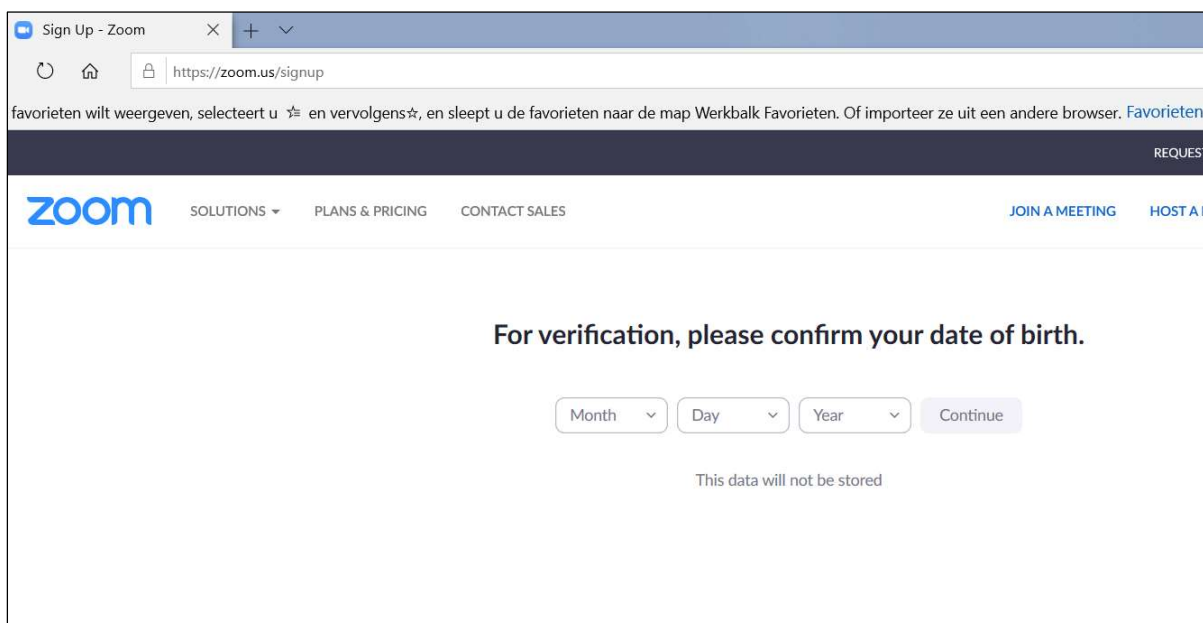 Sign Up - Zoom
https://zoom.us/signup
favorieten wilt weergeven, selecteert u en vervolgens, en sleept u de favorieten naar de map Werkbalk Favorieten. Of importeer ze uit een andere browser. Favorieten
REQUEST
zoom SOLUTIONS PLANS & PRICING CONTACT SALES JOIN A MEETING HOST A
For verification, please confirm your date of birth.
Month Day Year Continue
This data will not be stored